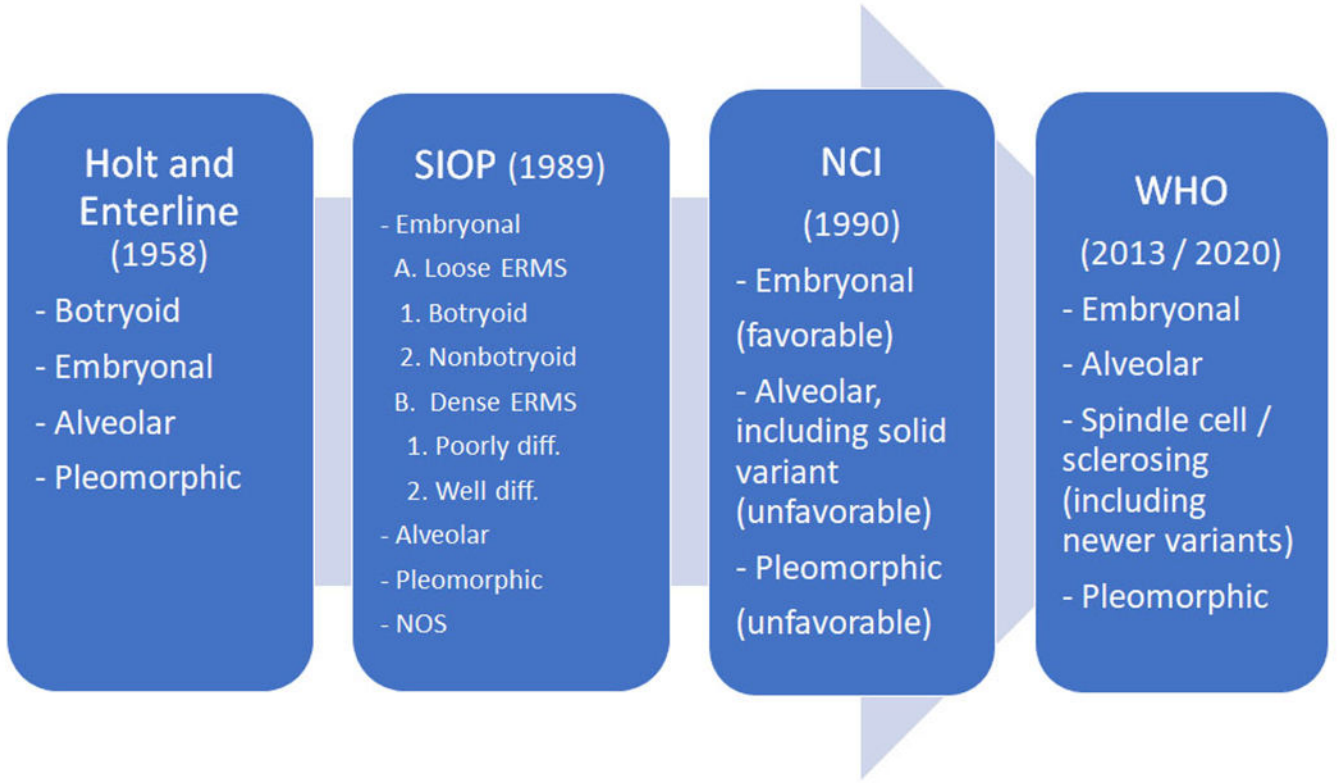 Holt and
Enterline
(1958)
- Botryoid
- Embryonal
- Alveolar
- Pleomorphic
SIOP (1989)
- Embryonal
A. Loose ERMS
1. Botryoid
2. Nonbotryoid
B. Dense ERMS
1. Poorly diff.
2. Well diff.
- Alveolar
- Pleomorphic
- NOS
NCI
(1990)
- Embryonal
(favorable)
- Alveolar,
including solid
variant
(unfavorable)
- Pleomorphic
(unfavorable)
WHO
(2013 / 2020)
- Embryonal
- Alveolar
- Spindle cell /
sclerosing
(including
newer variants)
- Pleomorphic